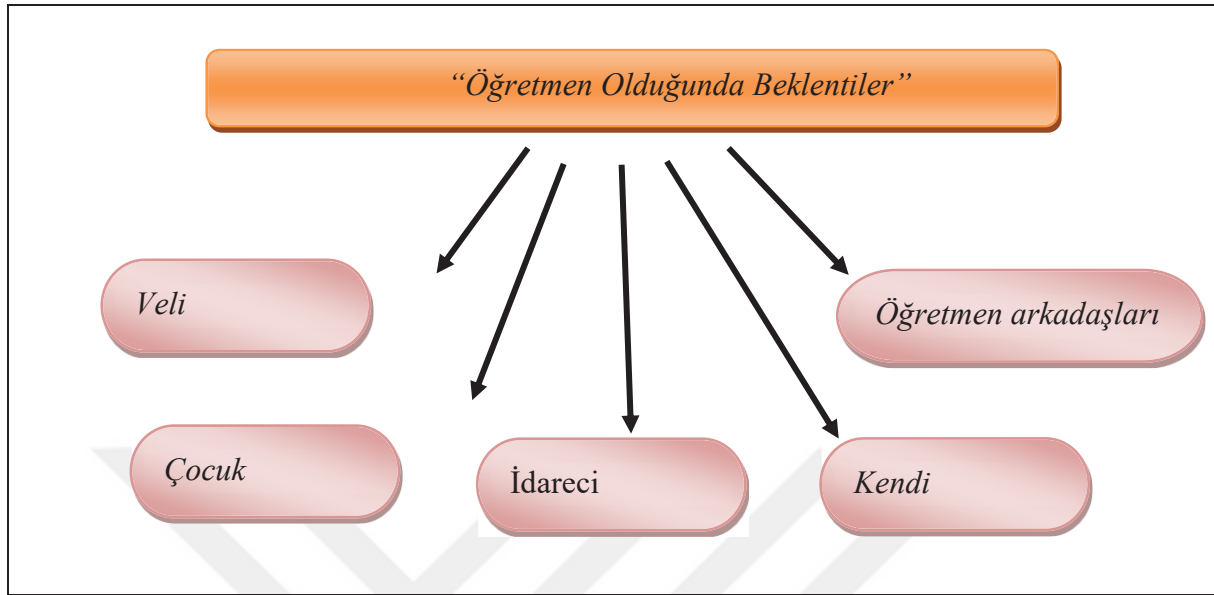 “Öğretmen Olduğunda Beklentiler”
Veli
Öğretmen arkadaşları
Çocuk
İdareci
Kendi